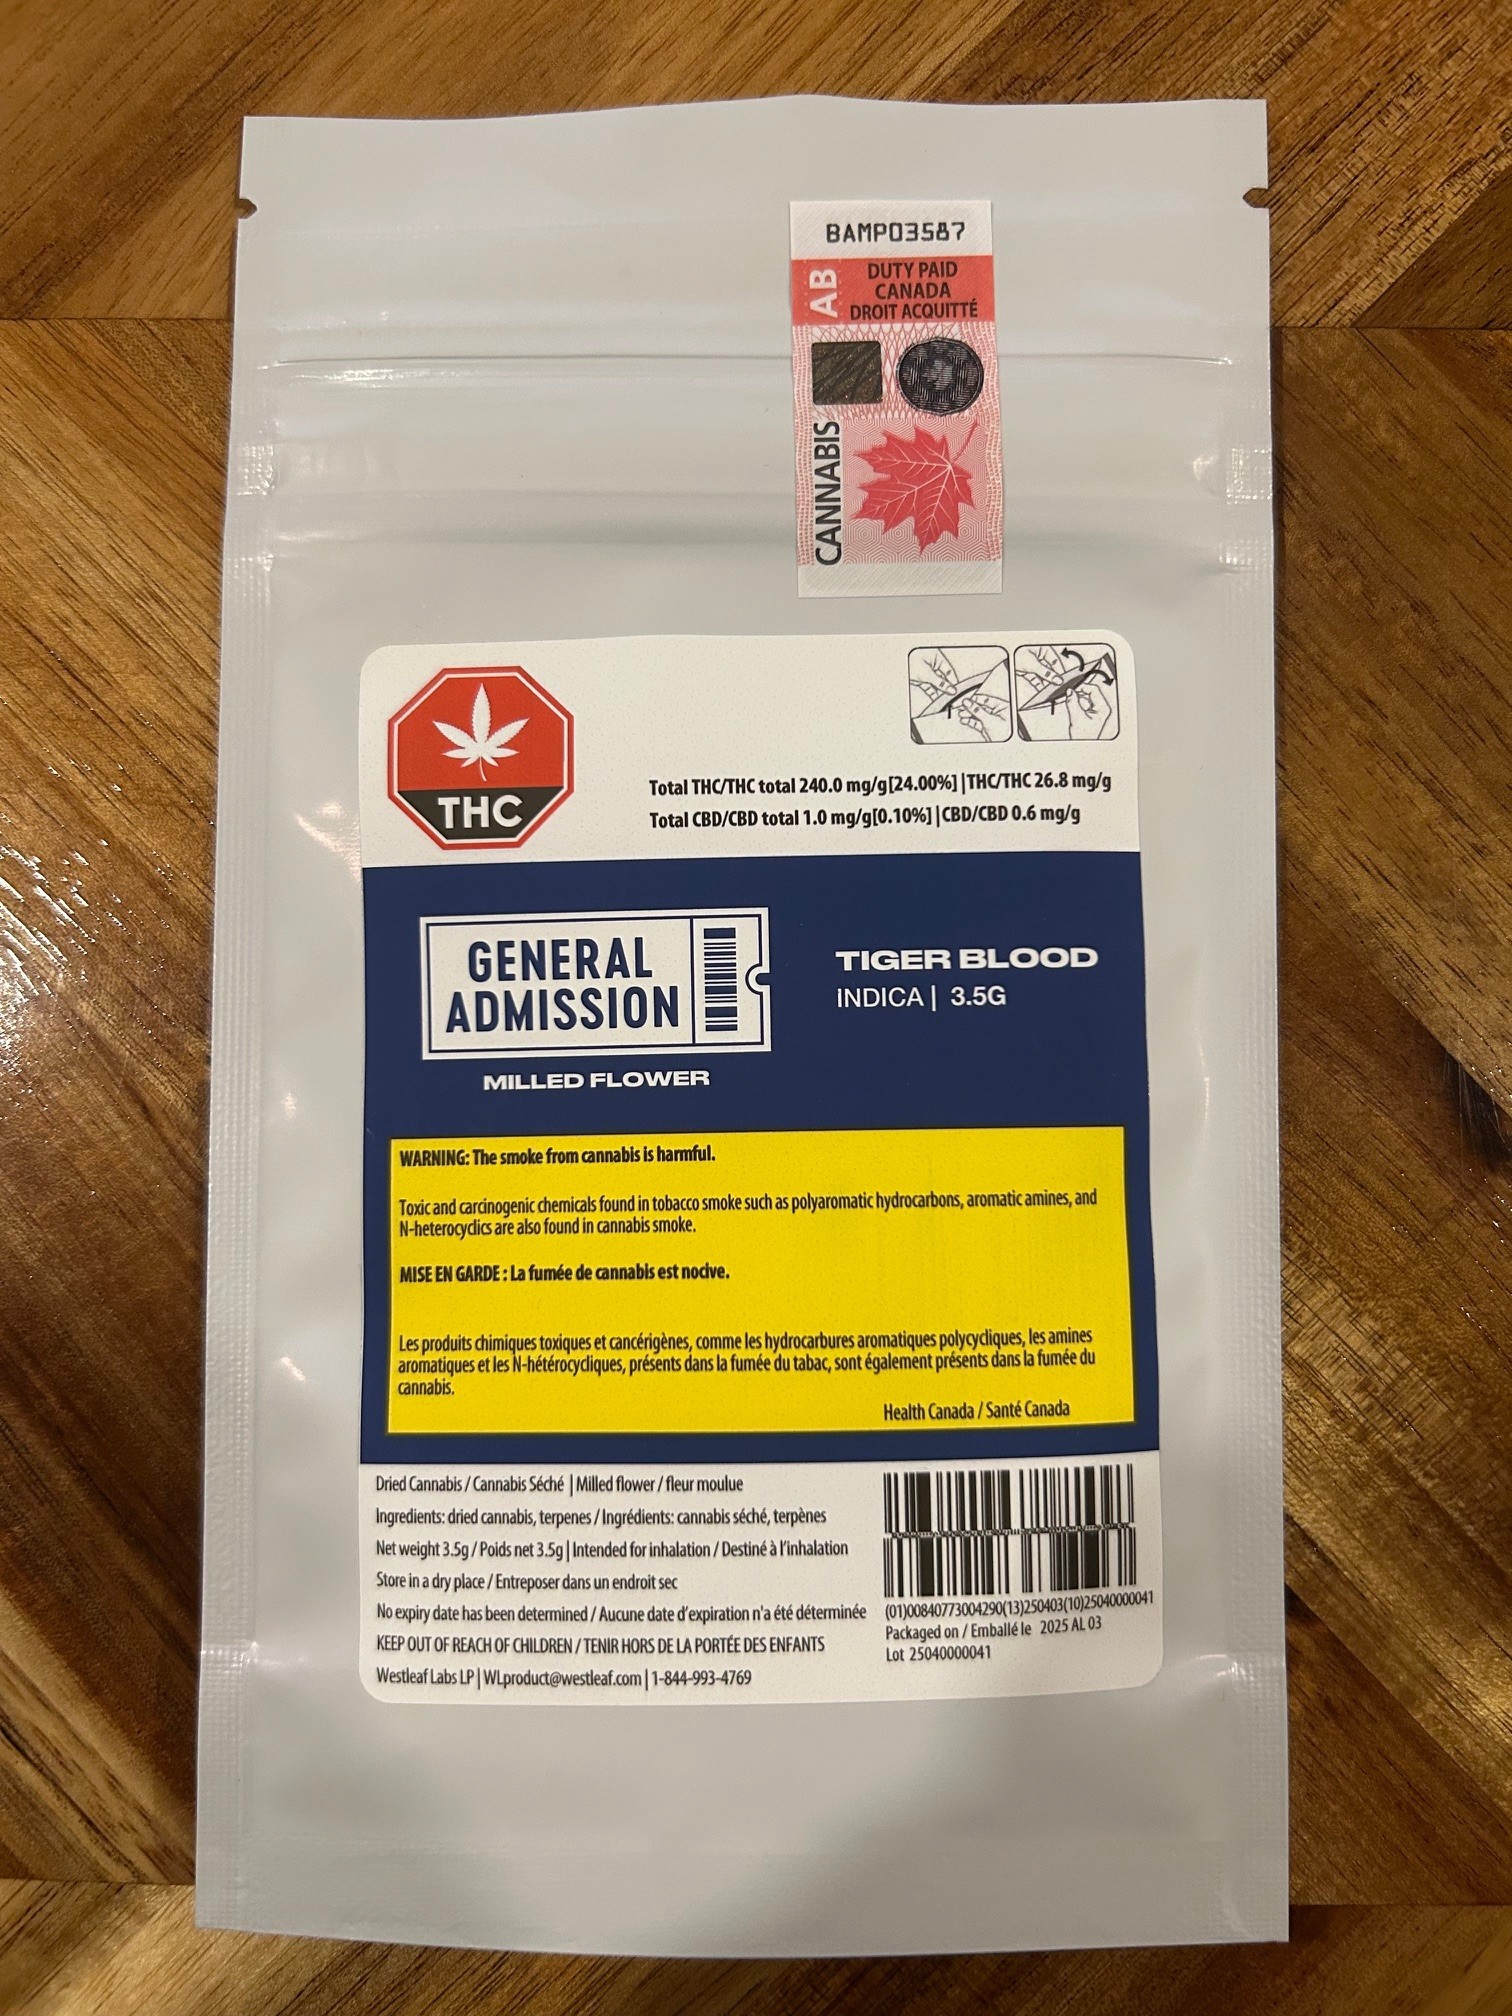 BAMP03587
AB
DUTY PAID
CANADA
DROIT ACQUITTÉ
CANNABIS
THC
Total THC/THC total 240.0 mg/g[24.00%] | THC/THC 26.8 mg/g
Total CBD/CBD total 1.0 mg/g[0.10%] | CBD/CBD 0.6 mg/g
GENERAL
ADMISSION
MILLED FLOWER
TIGER BLOOD
INDICA | 3.5G
WARNING: The smoke from cannabis is harmful.
Toxic and carcinogenic chemicals found in tobacco smoke such as polyaromatic hydrocarbons, aromatic amines, and
N-heterocyclics are also found in cannabis smoke.
MISE EN GARDE : La fumée de cannabis est nocive.
Les produits chimiques toxiques et cancérigènes, comme les hydrocarbures aromatiques polycycliques, les amines
aromatiques et les N-hétérocycliques, présents dans la fumée du tabac, sont également présents dans la fumée du
cannabis.
Health Canada / Santé Canada
Dried Cannabis / Cannabis Séché | Milled flower / fleur moulue
Ingredients: dried cannabis, terpenes / Ingrédients: cannabis séché, terpènes
Net weight 3.5g / Poids net 3.5g | Intended for inhalation / Destiné à l'inhalation
Store in a dry place / Entreposer dans un endroit sec
No expiry date has been determined / Aucune date d'expiration n'a été déterminée
KEEP OUT OF REACH OF CHILDREN / TENIR HORS DE LA PORTÉE DES ENFANTS
Westleaf Labs LP | WLproduct@westleaf.com | 1-844-993-4769
(01)00840773004290(13)250403(10)25040000041
Packaged on / Emballé le 2025 AL 03
Lot 25040000041